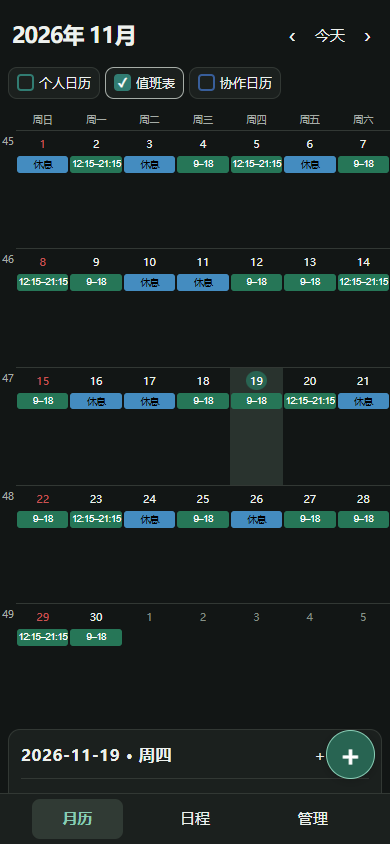 2026年 11月 ‹ 今天 ›
个人日历 值班表 协作日历
周日 周一 周二 周三 周四 周五 周六
45 1 2 3 4 5 6 7
休息 12:15–21:15 休息 9–18 12:15–21:15 休息 9–18
46 8 9 10 11 12 13 14
12:15–21:15 9–18 休息 休息 9–18 9–18 12:15–21:15
47 15 16 17 18 19 20 21
9–18 休息 休息 9–18 9–18 12:15–21:15 休息
48 22 23 24 25 26 27 28
9–18 12:15–21:15 休息 9–18 休息 9–18 9–18
49 29 30 1 2 3 4 5
12:15–21:15 9–18
2026-11-19 • 周四 + +
月历 日程 管理